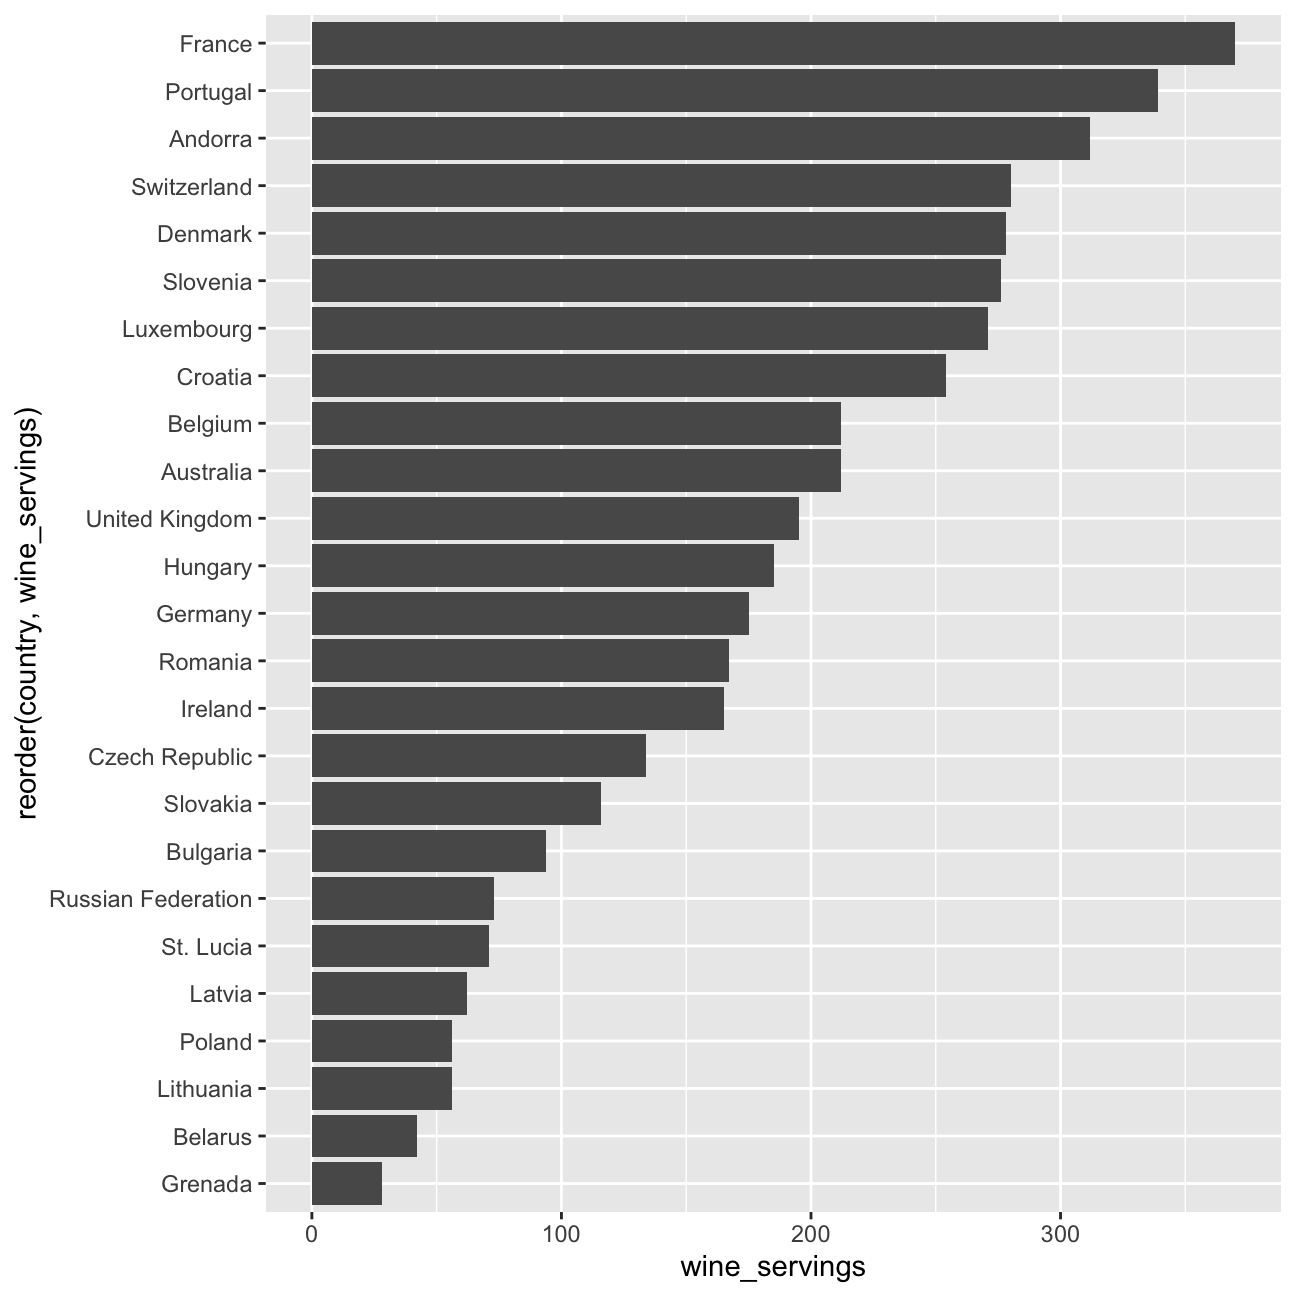 France
Portugal
Andorra
Switzerland
Denmark
Slovenia
Luxembourg
Croatia
Belgium
Australia
United Kingdom
Hungary
Germany
Romania
Ireland
Czech Republic
Slovakia
Bulgaria
Russian Federation
St. Lucia
Latvia
Poland
Lithuania
Belarus
Grenada
reorder(country, wine_servings)
0 100 200 300
wine_servings